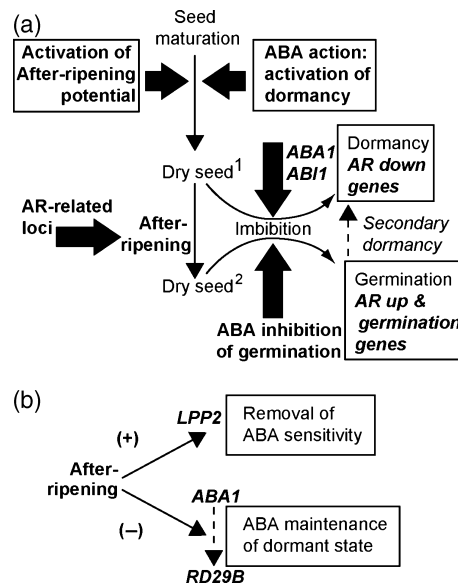 (a)
Seed
maturation
Activation of
After-ripening
potential
ABA action:
activation of
dormancy
Dry seed1
ABA1
ABI1
Dormancy
AR down
genes
AR-related
loci
After-
ripening
Imbibition
Secondary
dormancy
Dry seed2
Germination
AR up &
germination
genes
ABA inhibition
of germination
(b)
(+)
LPP2
Removal of
ABA sensitivity
After-
ripening
(−)
ABA1
ABA maintenance
of dormant state
RD29B